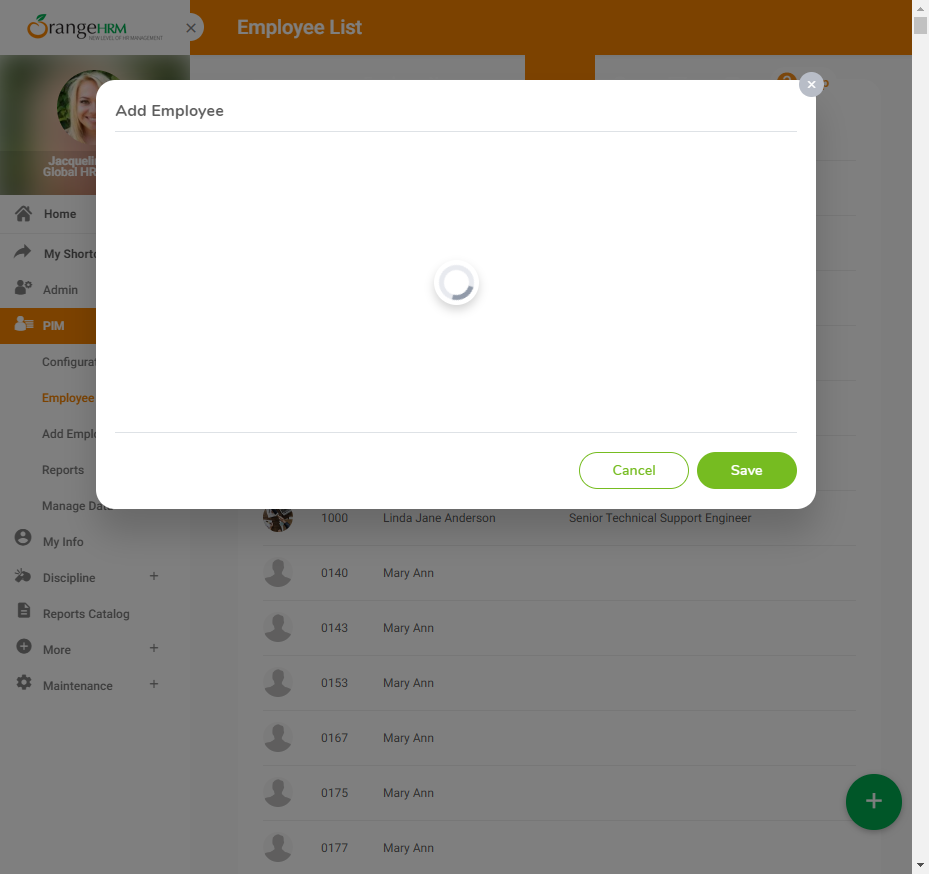 OrangeHRM
NEW LEVEL OF HR MANAGEMENT
Employee List
Add Employee
Jacquelin
Global HR
Home
My Shortc
Admin
PIM
Configurat
Employee
Add Emplo
Reports
Manage Data
Cancel
Save
1000 Linda Jane Anderson Senior Technical Support Engineer
My Info
0140 Mary Ann
Discipline +
Reports Catalog
0143 Mary Ann
More +
Maintenance +
0153 Mary Ann
0167 Mary Ann
0175 Mary Ann
0177 Mary Ann